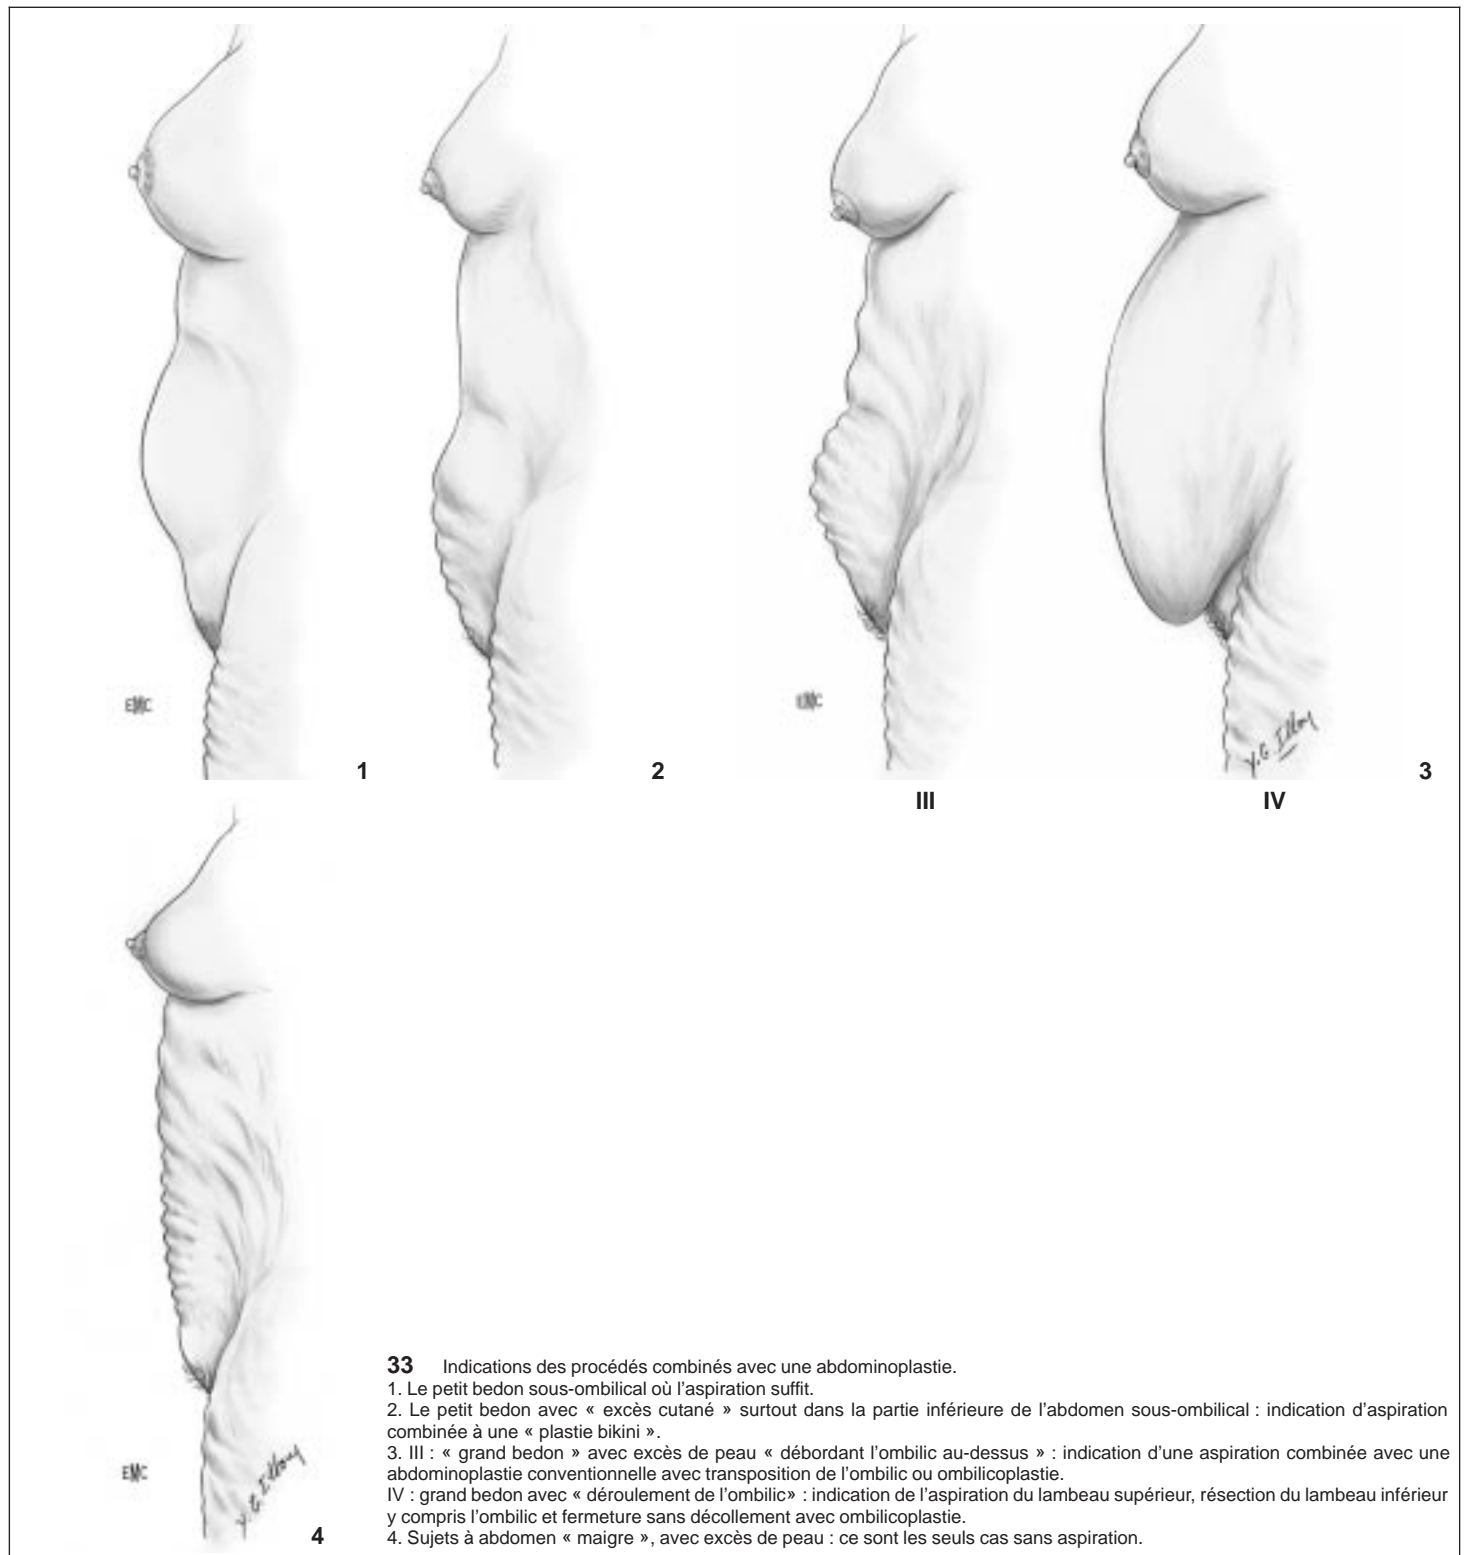 EMC
1
2
EMC
Y.G. Illouz
3
III
IV
EMC
Y.G. Illouz
4
33 Indications des procédés combinés avec une abdominoplastie.
1. Le petit bedon sous-ombilical où l’aspiration suffit.
2. Le petit bedon avec « excès cutané » surtout dans la partie inférieure de l’abdomen sous-ombilical : indication d’aspiration
combinée à une « plastie bikini ».
3. III : « grand bedon » avec excès de peau « débordant l’ombilic au-dessus » : indication d’une aspiration combinée avec une
abdominoplastie conventionnelle avec transposition de l’ombilic ou ombilicoplastie.
IV : grand bedon avec « déroulement de l’ombilic» : indication de l’aspiration du lambeau supérieur, résection du lambeau inférieur
y compris l’ombilic et fermeture sans décollement avec ombilicoplastie.
4. Sujets à abdomen « maigre », avec excès de peau : ce sont les seuls cas sans aspiration.